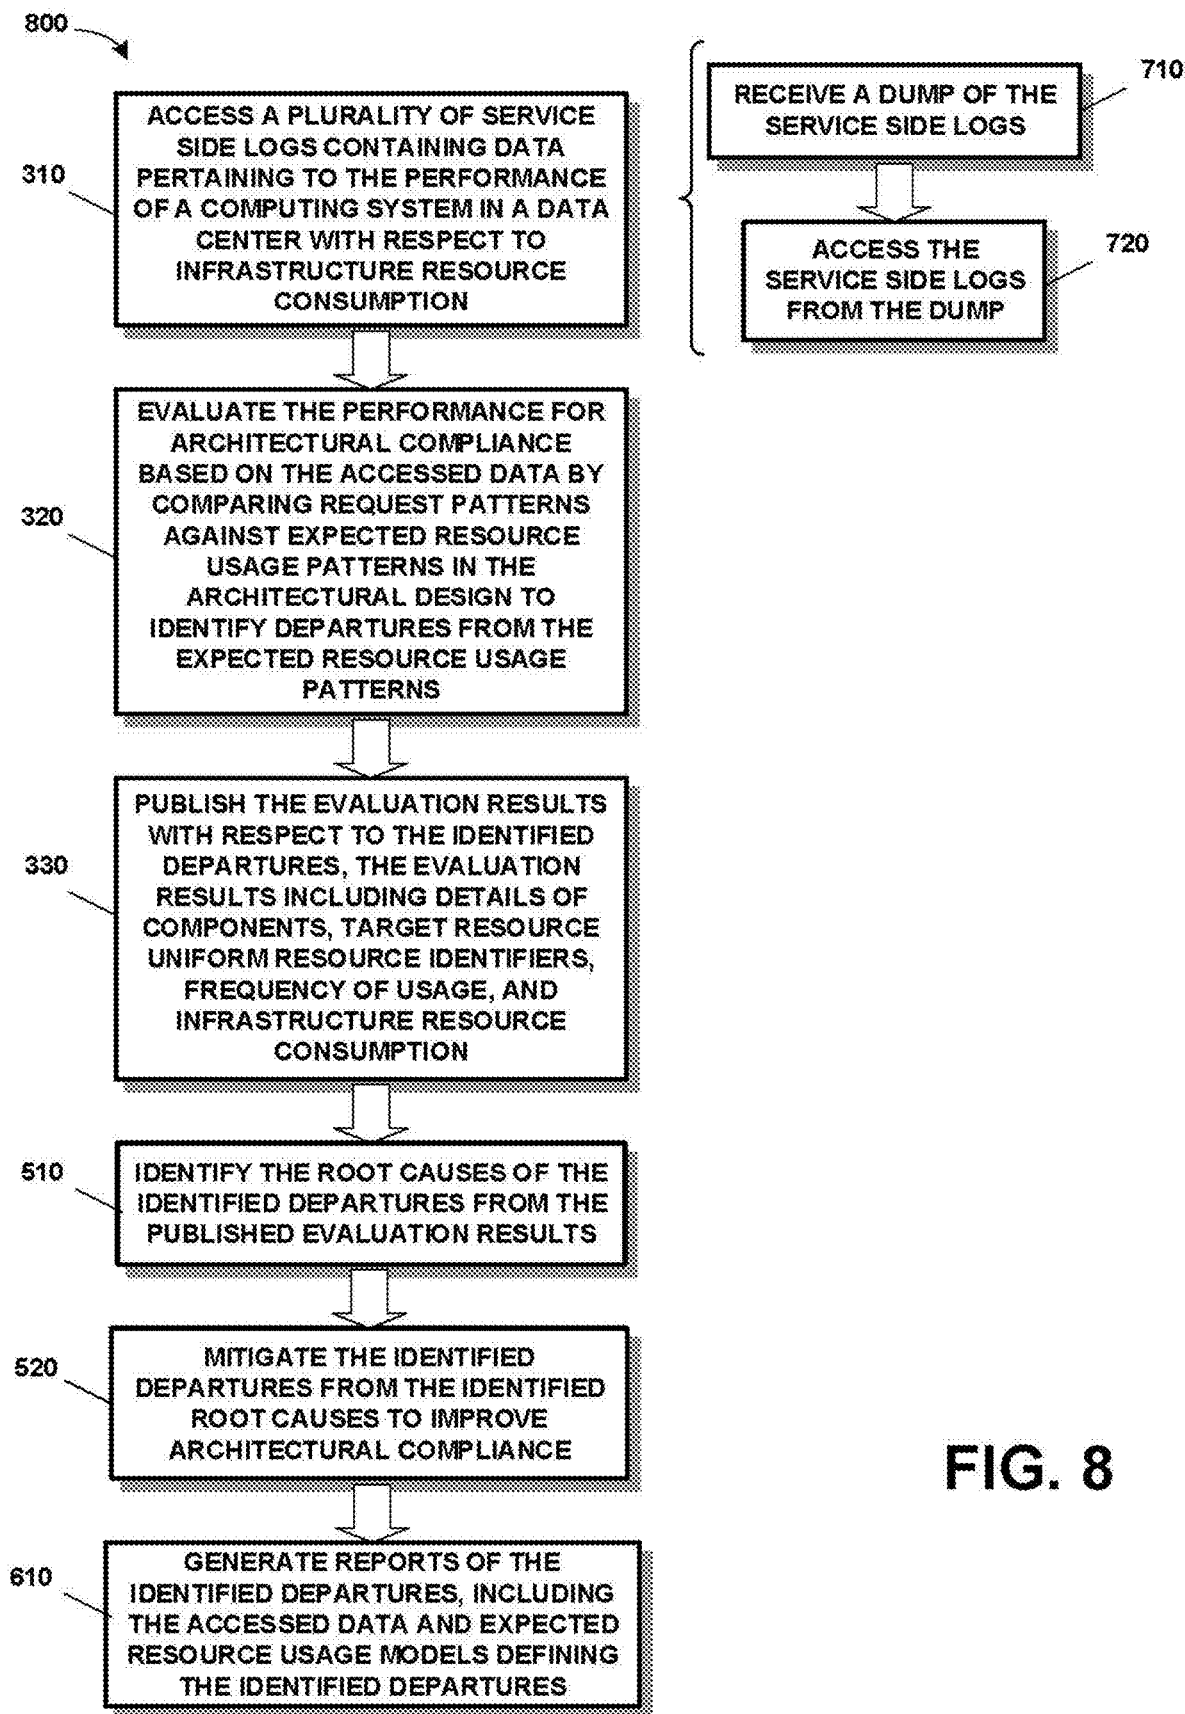 800
310
ACCESS A PLURALITY OF SERVICE
SIDE LOGS CONTAINING DATA
PERTAINING TO THE PERFORMANCE
OF A COMPUTING SYSTEM IN A DATA
CENTER WITH RESPECT TO
INFRASTRUCTURE RESOURCE
CONSUMPTION
710
RECEIVE A DUMP OF THE
SERVICE SIDE LOGS
720
ACCESS THE
SERVICE SIDE LOGS
FROM THE DUMP
320
EVALUATE THE PERFORMANCE FOR
ARCHITECTURAL COMPLIANCE
BASED ON THE ACCESSED DATA BY
COMPARING REQUEST PATTERNS
AGAINST EXPECTED RESOURCE
USAGE PATTERNS IN THE
ARCHITECTURAL DESIGN TO
IDENTIFY DEPARTURES FROM THE
EXPECTED RESOURCE USAGE
PATTERNS
330
PUBLISH THE EVALUATION RESULTS
WITH RESPECT TO THE IDENTIFIED
DEPARTURES, THE EVALUATION
RESULTS INCLUDING DETAILS OF
COMPONENTS, TARGET RESOURCE
UNIFORM RESOURCE IDENTIFIERS,
FREQUENCY OF USAGE, AND
INFRASTRUCTURE RESOURCE
CONSUMPTION
510
IDENTIFY THE ROOT CAUSES OF THE
IDENTIFIED DEPARTURES FROM THE
PUBLISHED EVALUATION RESULTS
520
MITIGATE THE IDENTIFIED
DEPARTURES FROM THE IDENTIFIED
ROOT CAUSES TO IMPROVE
ARCHITECTURAL COMPLIANCE
610
GENERATE REPORTS OF THE
IDENTIFIED DEPARTURES, INCLUDING
THE ACCESSED DATA AND EXPECTED
RESOURCE USAGE MODELS DEFINING
THE IDENTIFIED DEPARTURES
FIG. 8